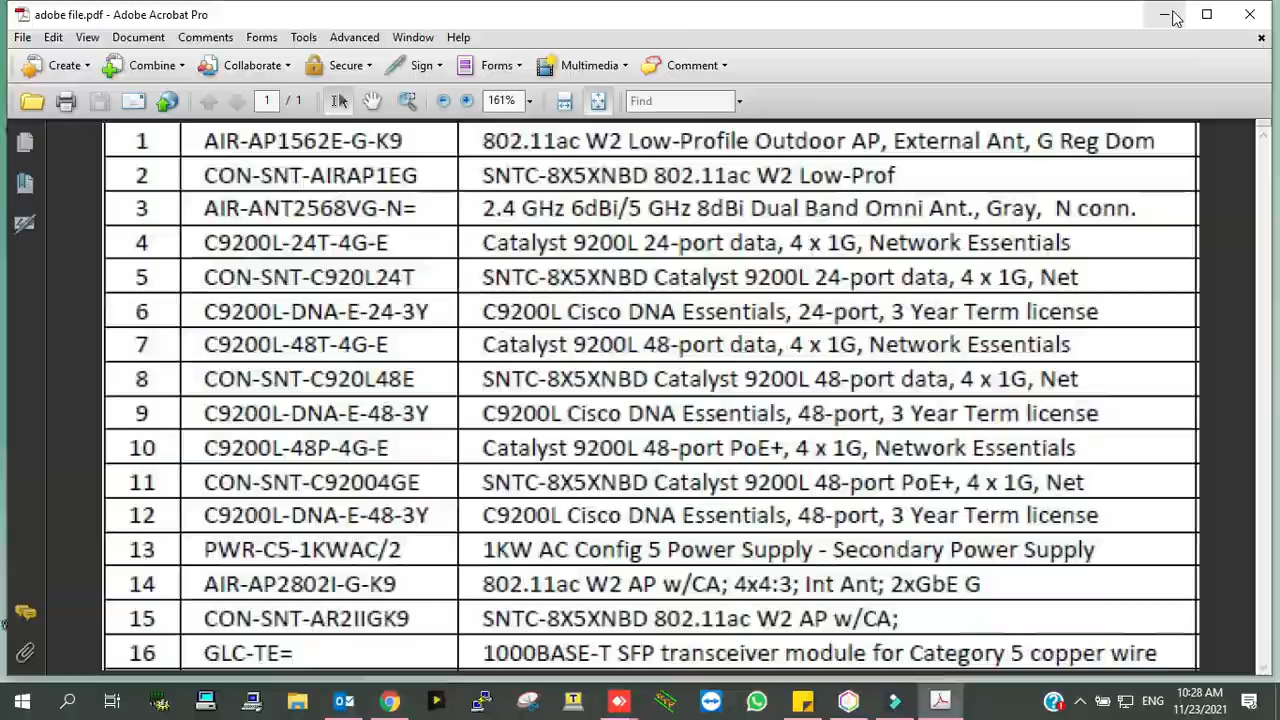 adobe file.pdf - Adobe Acrobat Pro
File Edit View Document Comments Forms Tools Advanced Window Help
Create Combine Collaborate Secure Sign Forms Multimedia Comment
1 / 1 161% Find
1 AIR-AP1562E-G-K9 802.11ac W2 Low-Profile Outdoor AP, External Ant, G Reg Dom
2 CON-SNT-AIRAP1EG SNTC-8X5XNBD 802.11ac W2 Low-Prof
3 AIR-ANT2568VG-N= 2.4 GHz 6dBi/5 GHz 8dBi Dual Band Omni Ant., Gray, N conn.
4 C9200L-24T-4G-E Catalyst 9200L 24-port data, 4 x 1G, Network Essentials
5 CON-SNT-C920L24T SNTC-8X5XNBD Catalyst 9200L 24-port data, 4 x 1G, Net
6 C9200L-DNA-E-24-3Y C9200L Cisco DNA Essentials, 24-port, 3 Year Term license
7 C9200L-48T-4G-E Catalyst 9200L 48-port data, 4 x 1G, Network Essentials
8 CON-SNT-C920L48E SNTC-8X5XNBD Catalyst 9200L 48-port data, 4 x 1G, Net
9 C9200L-DNA-E-48-3Y C9200L Cisco DNA Essentials, 48-port, 3 Year Term license
10 C9200L-48P-4G-E Catalyst 9200L 48-port PoE+, 4 x 1G, Network Essentials
11 CON-SNT-C92004GE SNTC-8X5XNBD Catalyst 9200L 48-port PoE+, 4 x 1G, Net
12 C9200L-DNA-E-48-3Y C9200L Cisco DNA Essentials, 48-port, 3 Year Term license
13 PWR-C5-1KWAC/2 1KW AC Config 5 Power Supply - Secondary Power Supply
14 AIR-AP2802I-G-K9 802.11ac W2 AP w/CA; 4x4:3; Int Ant; 2xGbE G
15 CON-SNT-AR2IIGK9 SNTC-8X5XNBD 802.11ac W2 AP w/CA;
16 GLC-TE= 1000BASE-T SFP transceiver module for Category 5 copper wire
ENG
10:28 AM
11/23/2021